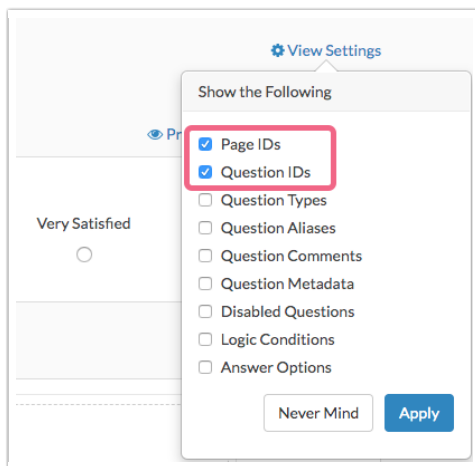 View Settings
Show the Following
Pr
Page IDs
Question IDs
Question Types
Very Satisfied
Question Aliases
Question Comments
Question Metadata
Disabled Questions
Logic Conditions
Answer Options
Never Mind Apply